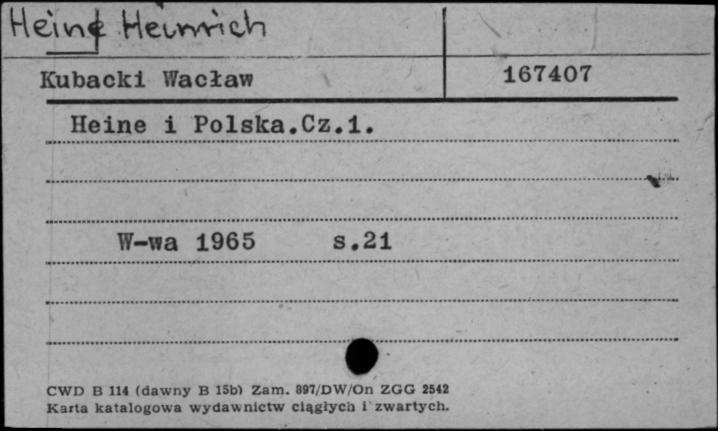 Heine Heinrich
Kubacki Wacław 167407
Heine i Polska.Cz.1.
W-wa 1965 s.21
CWD B 114 (dawny B 15b) Zam. 897/DW/On ZGG 2542
Karta katalogowa wydawnictw ciągłych i zwartych.